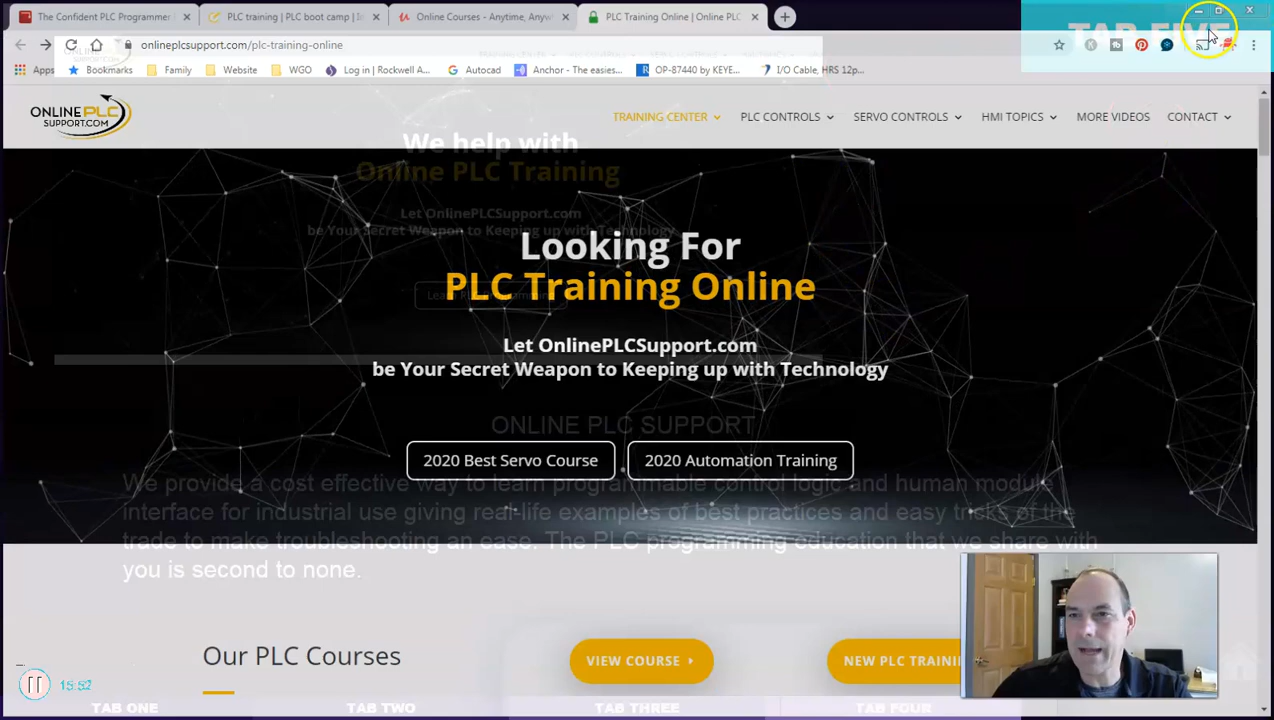 The Confident PLC Programmer
PLC training | PLC boot camp | In
Online Courses - Anytime, Anyw
PLC Training Online | Online PLC
TAB FIVE
onlineplcsupport.com/plc-training-online
Apps
Bookmarks
Family
Website
WGO
Log in | Rockwell A...
Autocad
Anchor - The easies...
OP-87440 by KEYE...
I/O Cable, HRS 12p...
ONLINE PLC
SUPPORT.COM
TRAINING CENTER
PLC CONTROLS
SERVO CONTROLS
HMI TOPICS
MORE VIDEOS
CONTACT
We help with
Online PLC Training
Let OnlinePLCSupport.com
be Your Secret Weapon to Keeping up with Technology
Looking For
PLC Training Online
Let OnlinePLCSupport.com
be Your Secret Weapon to Keeping up with Technology
2020 Best Servo Course
2020 Automation Training
ONLINE PLC SUPPORT
We provide a cost effective way to learn programmable control logic and human module
interface for industrial use giving real-life examples of best practices and easy tricks of the
trade to make troubleshooting an ease. The PLC programming education that we share with
you is second to none.
Our PLC Courses
VIEW COURSE
NEW PLC TRAINI
TAB ONE
TAB TWO
TAB THREE
TAB FOUR